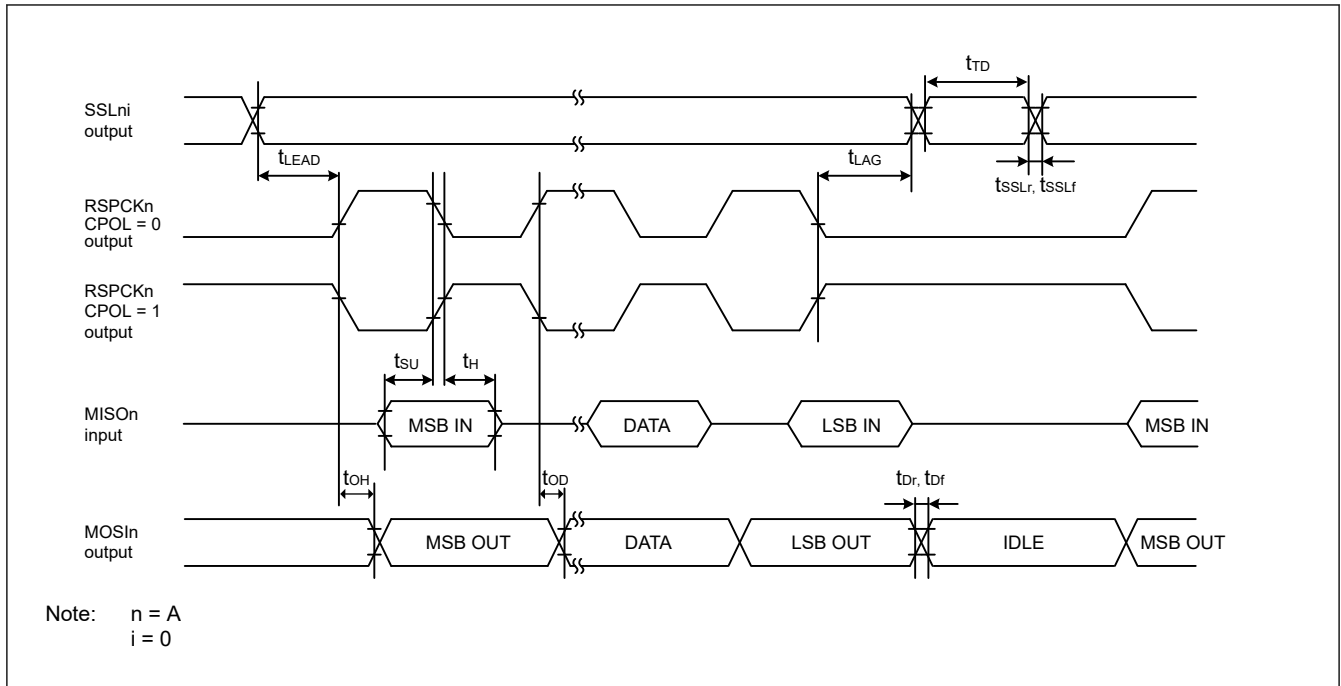 tTD
SSLni
output
tLEAD
tLAG
tSSLr, tSSLf
RSPCKn
CPOL = 0
output
RSPCKn
CPOL = 1
output
tSU
tH
MISOn
input
MSB IN
DATA
LSB IN
MSB IN
tOH
tOD
tDr, tDf
MOSIn
output
MSB OUT
DATA
LSB OUT
IDLE
MSB OUT
Note: n = A
i = 0